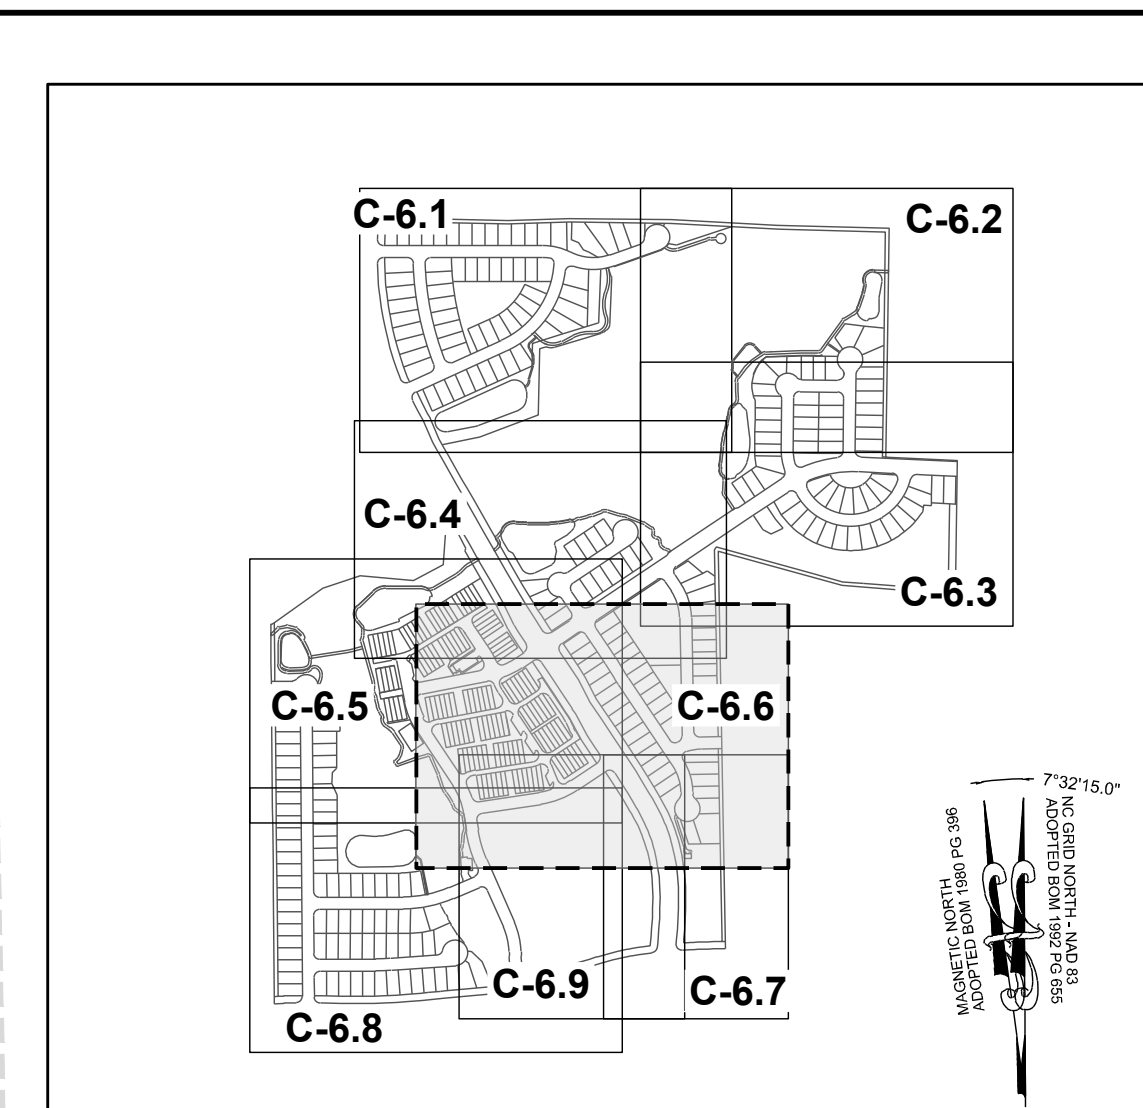 C-6.1
C-6.2
C-6.4
C-6.3
C-6.5
C-6.6
7°32'15.0"
MAGNETIC NORTH
ADOPTED BOM 1980 PG 396
NC GRID NORTH - NAD 83
ADOPTED BOM 1992 PG 655
C-6.9
C-6.7
C-6.8